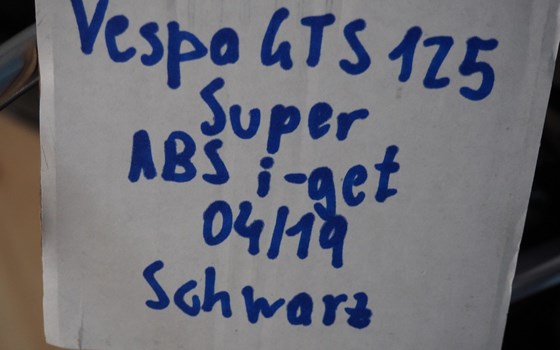 Vespa GTS 125
Super
ABS i-get
04/19
Schwarz